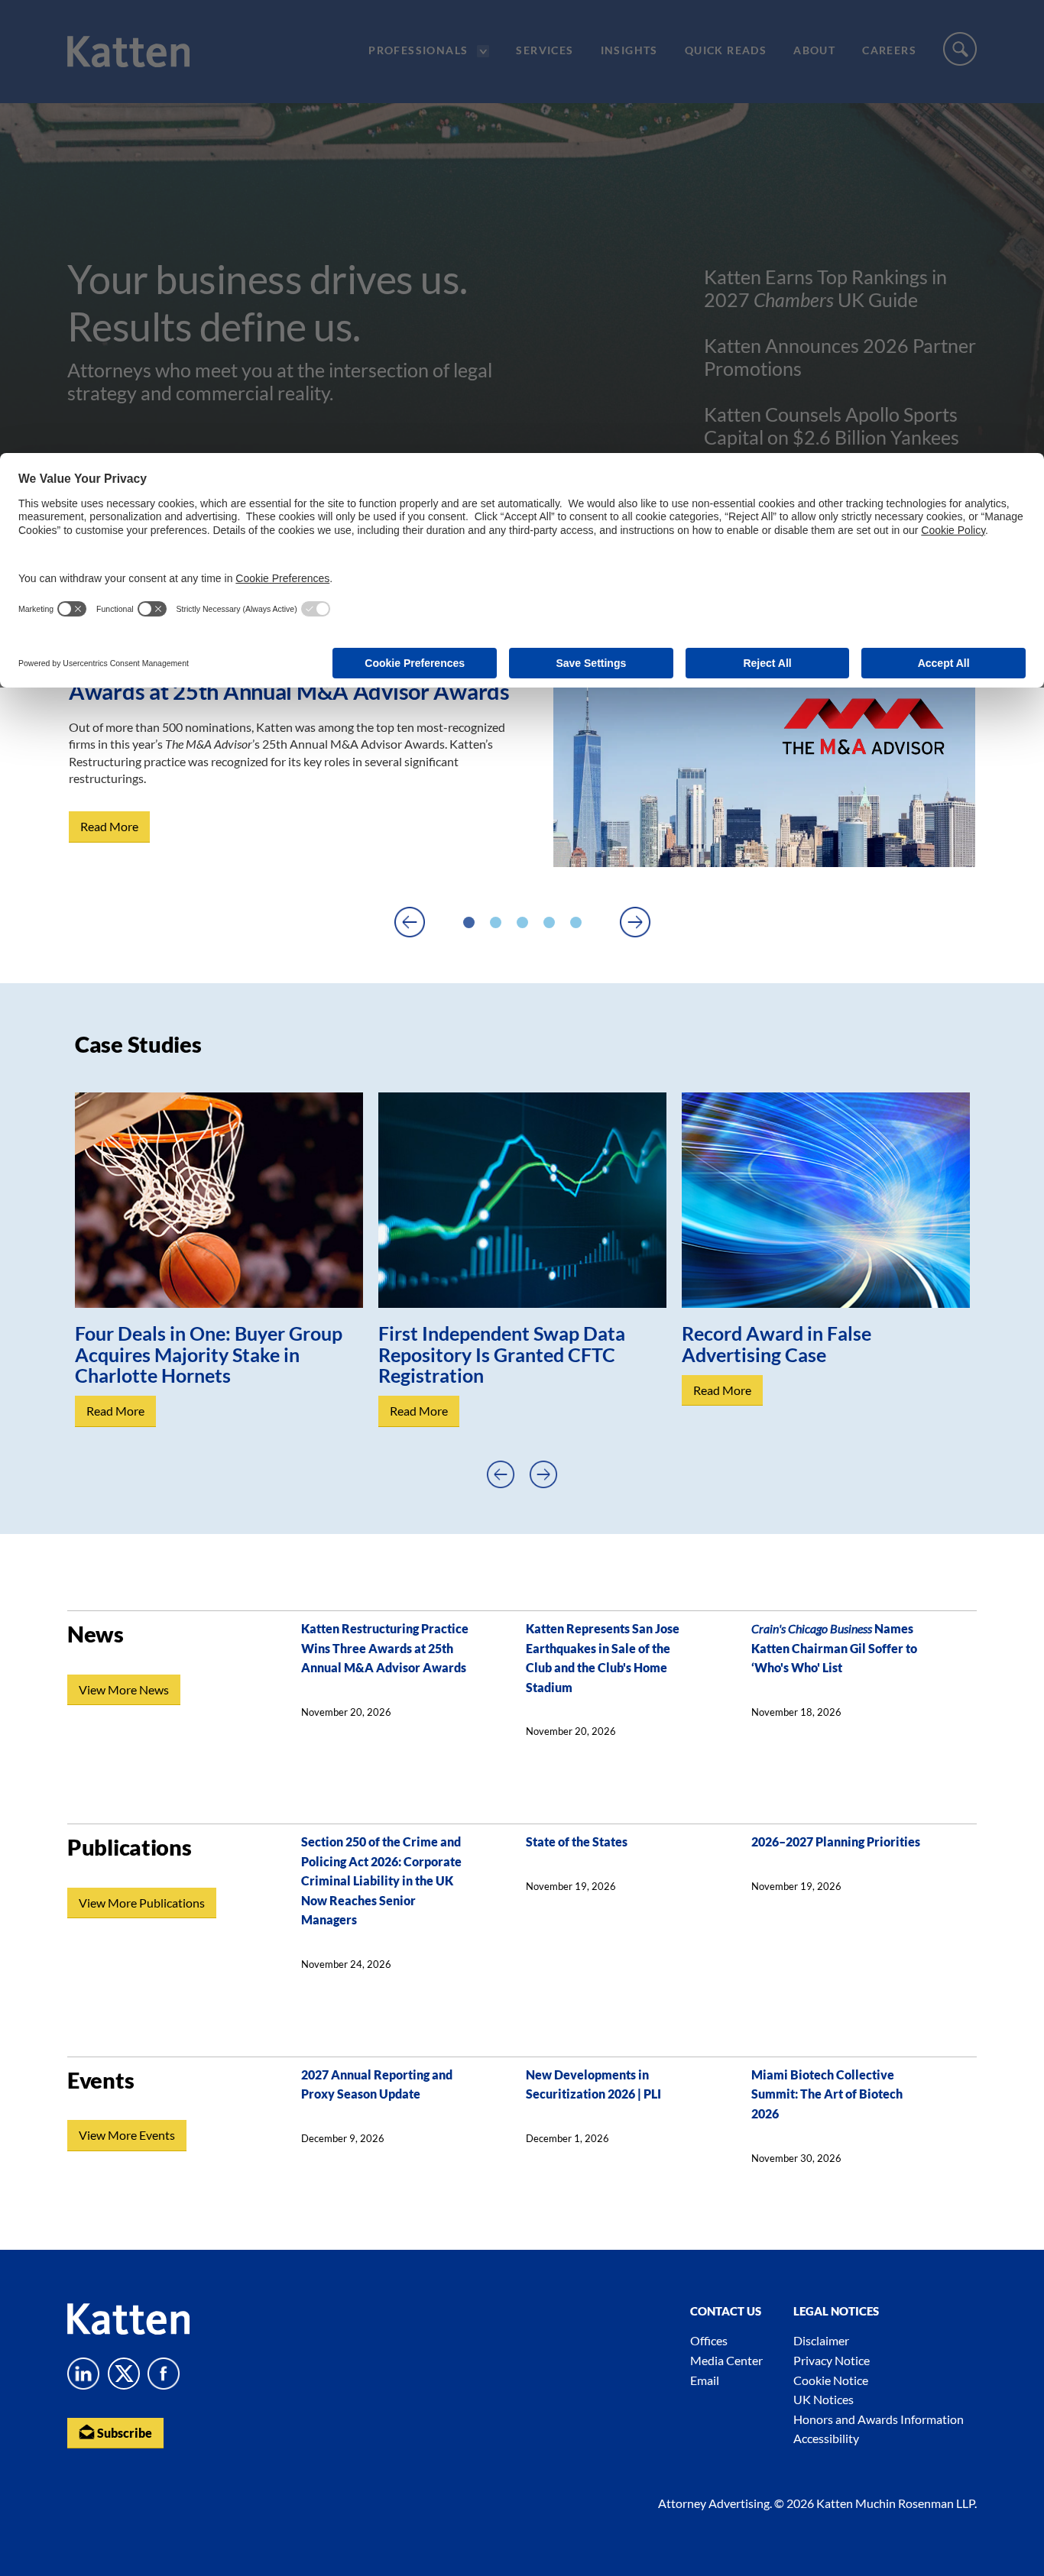 Katten
PROFESSIONALS
SERVICES
INSIGHTS
QUICK READS
ABOUT
CAREERS
Your business drives us.
Results define us.
Attorneys who meet you at the intersection of legal
strategy and commercial reality.
Katten Earns Top Rankings in
2027 Chambers UK Guide
Katten Announces 2026 Partner
Promotions
Katten Counsels Apollo Sports
Capital on $2.6 Billion Yankees
We Value Your Privacy
This website uses necessary cookies, which are essential for the site to function properly and are set automatically.  We would also like to use non-essential cookies and other tracking technologies for analytics,
measurement, personalization and advertising.  These cookies will only be used if you consent.  Click “Accept All” to consent to all cookie categories, “Reject All” to allow only strictly necessary cookies, or “Manage
Cookies” to customise your preferences. Details of the cookies we use, including their duration and any third-party access, and instructions on how to enable or disable them are set out in our Cookie Policy.
You can withdraw your consent at any time in Cookie Preferences.
Marketing
Functional
Strictly Necessary (Always Active)
Powered by Usercentrics Consent Management
Cookie Preferences
Save Settings
Reject All
Accept All
Awards at 25th Annual M&A Advisor Awards
Out of more than 500 nominations, Katten was among the top ten most-recognized
firms in this year’s The M&A Advisor’s 25th Annual M&A Advisor Awards. Katten’s
Restructuring practice was recognized for its key roles in several significant
restructurings.
Read More
THE M&A ADVISOR
Case Studies
Four Deals in One: Buyer Group
Acquires Majority Stake in
Charlotte Hornets
Read More
First Independent Swap Data
Repository Is Granted CFTC
Registration
Read More
Record Award in False
Advertising Case
Read More
News
View More News
Katten Restructuring Practice
Wins Three Awards at 25th
Annual M&A Advisor Awards
November 20, 2026
Katten Represents San Jose
Earthquakes in Sale of the
Club and the Club's Home
Stadium
November 20, 2026
Crain's Chicago Business Names
Katten Chairman Gil Soffer to
‘Who's Who' List
November 18, 2026
Publications
View More Publications
Section 250 of the Crime and
Policing Act 2026: Corporate
Criminal Liability in the UK
Now Reaches Senior
Managers
November 24, 2026
State of the States
November 19, 2026
2026–2027 Planning Priorities
November 19, 2026
Events
View More Events
2027 Annual Reporting and
Proxy Season Update
December 9, 2026
New Developments in
Securitization 2026 | PLI
December 1, 2026
Miami Biotech Collective
Summit: The Art of Biotech
2026
November 30, 2026
Katten
Subscribe
CONTACT US
Offices
Media Center
Email
LEGAL NOTICES
Disclaimer
Privacy Notice
Cookie Notice
UK Notices
Honors and Awards Information
Accessibility
Attorney Advertising. © 2026 Katten Muchin Rosenman LLP.